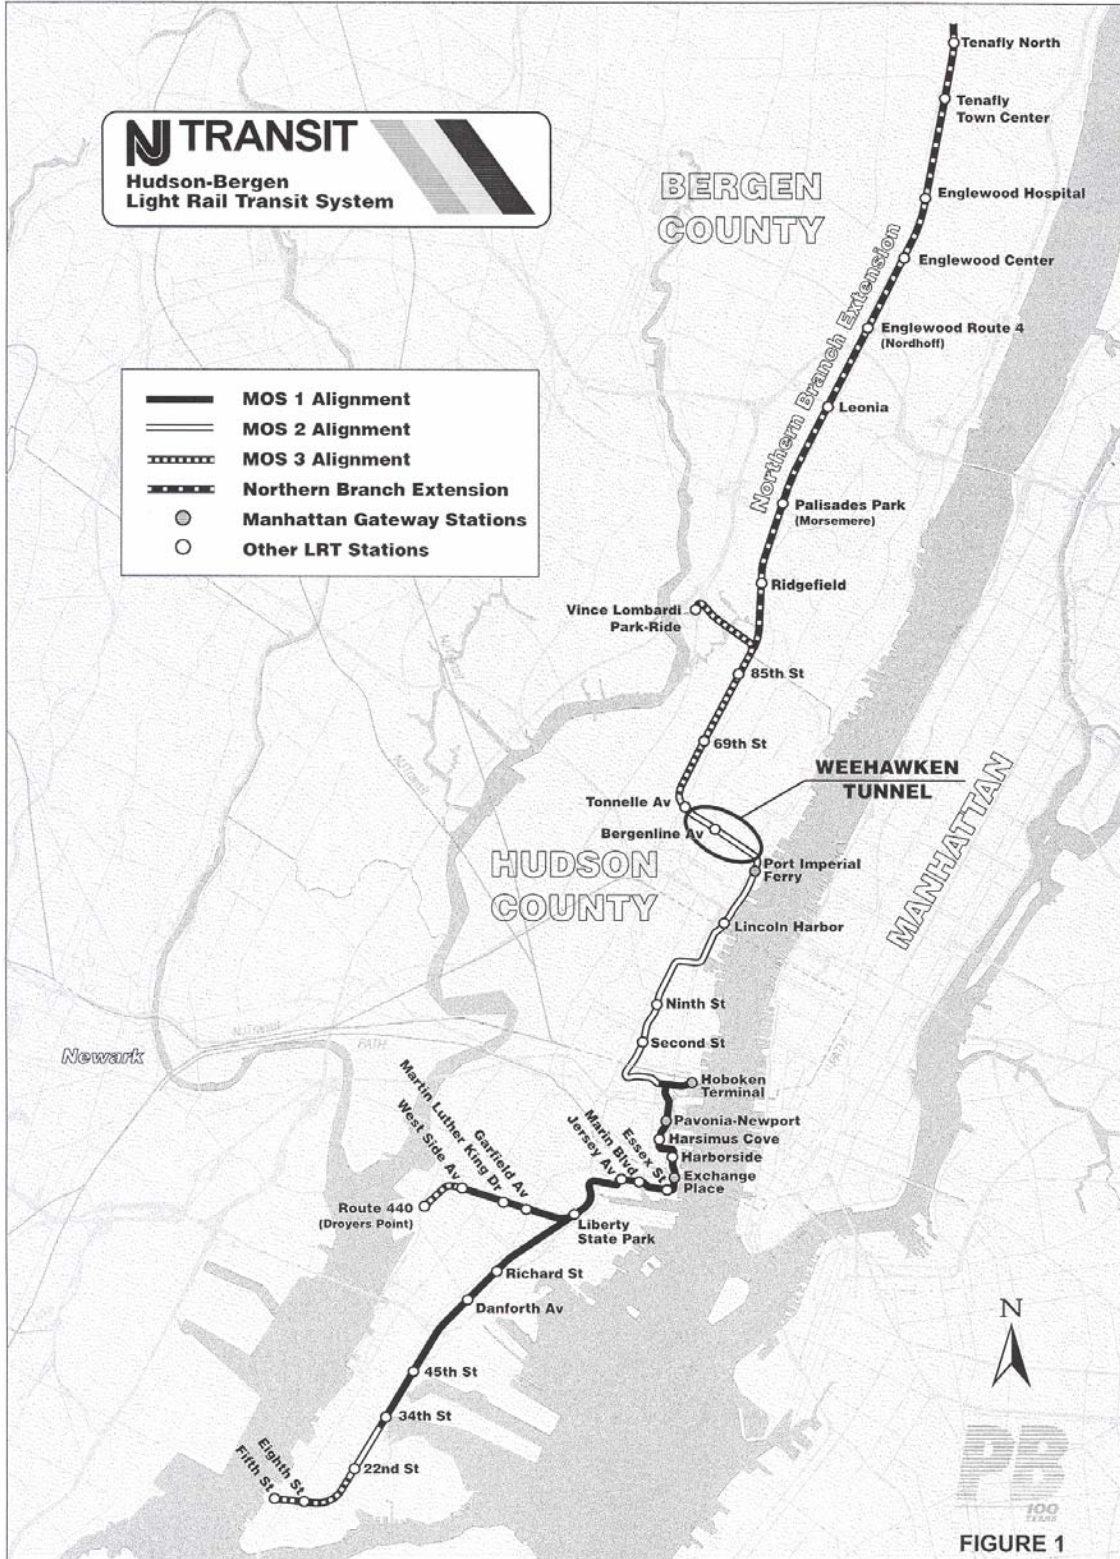 Tenafly North
Tenafly
Town Center
NJ TRANSIT
Hudson-Bergen
Light Rail Transit System
BERGEN
COUNTY
Englewood Hospital
Englewood Center
Northern Branch Extension
Englewood Route 4
(Nordhoff)
MOS 1 Alignment
MOS 2 Alignment
MOS 3 Alignment
Northern Branch Extension
Manhattan Gateway Stations
Other LRT Stations
Leonia
Palisades Park
(Morsemere)
Ridgefield
Vince Lombardi
Park-Ride
85th St
69th St
WEEHAWKEN
TUNNEL
Tonnelle Av
Bergenline Av
HUDSON
COUNTY
MANHATTAN
Port Imperial
Ferry
Lincoln Harbor
Ninth St
Second St
NJTransit
PATH
PATH
Newark
Hoboken
Terminal
Pavonia-Newport
Harsimus Cove
Harborside
Exchange
Place
Essex St
Marin Blvd
Jersey Av
Garfield Av
Martin Luther King Dr
West Side Av
Route 440
(Droyers Point)
Liberty
State Park
Richard St
Danforth Av
45th St
34th St
22nd St
Eighth St
Fifth St
N
PB
100
YEARS
FIGURE 1